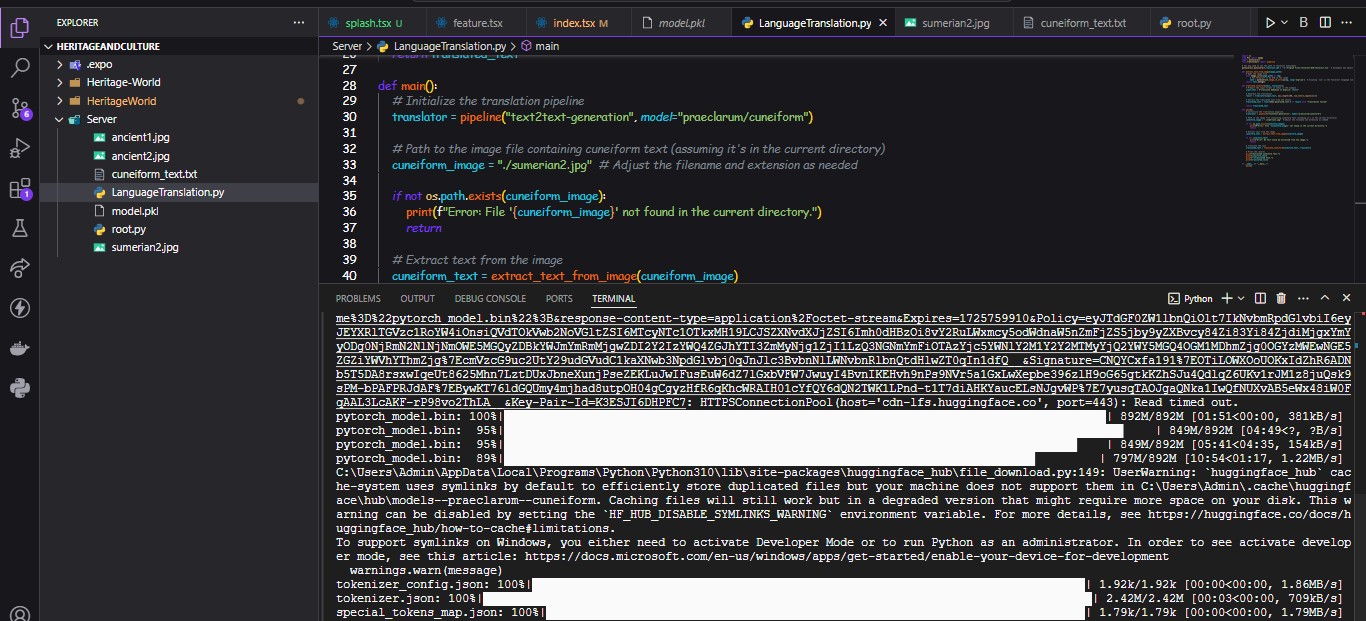 EXPLORER
HERITAGEANDCULTURE
.expo
Heritage-World
HeritageWorld
Server
ancient1.jpg
ancient2.jpg
cuneiform_text.txt
LanguageTranslation.py
model.pkl
root.py
sumerian2.jpg
6
1
splash.tsx U
feature.tsx
index.tsx M
model.pkl
LanguageTranslation.py
sumerian2.jpg
cuneiform_text.txt
root.py
Server > LanguageTranslation.py > main
26 return translated_text
27
28 def main():
29 # Initialize the translation pipeline
30 translator = pipeline("text2text-generation", model="praeclarum/cuneiform")
31
32 # Path to the image file containing cuneiform text (assuming it's in the current directory)
33 cuneiform_image = "./sumerian2.jpg" # Adjust the filename and extension as needed
34
35 if not os.path.exists(cuneiform_image):
36 print(f"Error: File '{cuneiform_image}' not found in the current directory.")
37 return
38
39 # Extract text from the image
40 cuneiform_text = extract_text_from_image(cuneiform_image)
PROBLEMS OUTPUT DEBUG CONSOLE PORTS TERMINAL
Python
me%3D%22pytorch_model.bin%22%3B&response-content-type=application%2Foctet-stream&Expires=1725759910&Policy=
&Signature=
&Key-Pair-Id=K3ESJI6DHPFC7: HTTPSConnectionPool(host='cdn-lfs.huggingface.co', port=443): Read timed out.
pytorch_model.bin: 100%| | 892M/892M [01:51<00:00, 381kB/s]
pytorch_model.bin: 95%| | 849M/892M [04:49<?, ?B/s]
pytorch_model.bin: 95%| | 849M/892M [05:41<04:35, 154kB/s]
pytorch_model.bin: 89%| | 797M/892M [10:54<01:17, 1.22MB/s]
C:\Users\Admin\AppData\Local\Programs\Python\Python310\lib\site-packages\huggingface_hub\file_download.py:149: UserWarning: `huggingface_hub` cac
he-system uses symlinks by default to efficiently store duplicated files but your machine does not support them in C:\Users\Admin\.cache\huggingf
ace\hub\models--praeclarum--cuneiform. Caching files will still work but in a degraded version that might require more space on your disk. This w
arning can be disabled by setting the `HF_HUB_DISABLE_SYMLINKS_WARNING` environment variable. For more details, see https://huggingface.co/docs/h
uggingface_hub/how-to-cache#limitations.
To support symlinks on Windows, you either need to activate Developer Mode or to run Python as an administrator. In order to see activate develop
er mode, see this article: https://docs.microsoft.com/en-us/windows/apps/get-started/enable-your-device-for-development
warnings.warn(message)
tokenizer_config.json: 100%| | 1.92k/1.92k [00:00<00:00, 1.86MB/s]
tokenizer.json: 100%| | 2.42M/2.42M [00:03<00:00, 709kB/s]
special_tokens_map.json: 100%| | 1.79k/1.79k [00:00<00:00, 1.79MB/s]